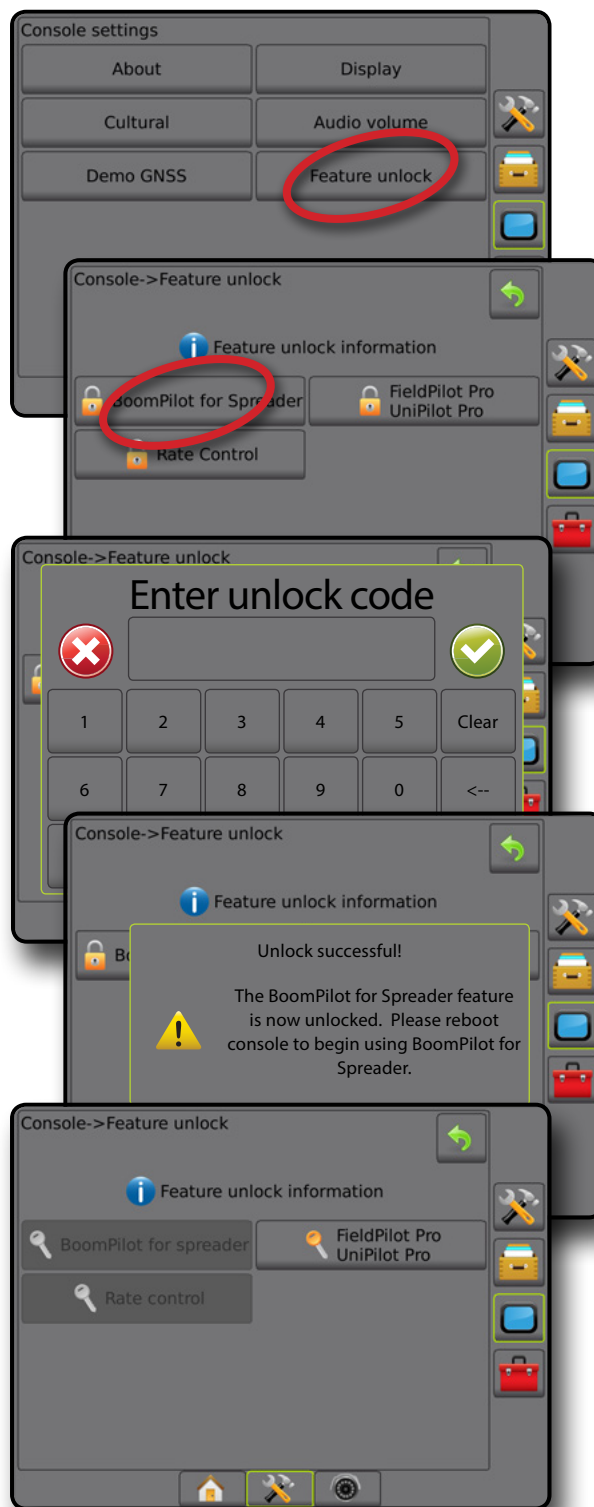 Console settings
About
Display
Cultural
Audio volume
Demo GNSS
Feature unlock
Console->Feature unlock
Feature unlock information
BoomPilot for Spreader
FieldPilot Pro
UniPilot Pro
Rate Control
Console->Feature unlock
Enter unlock code
1 2 3 4 5 Clear
6 7 8 9 0 <--
Console->Feature unlock
Feature unlock information
Bo
Unlock successful!
The BoomPilot for Spreader feature
is now unlocked. Please reboot
console to begin using BoomPilot for
Spreader.
Console->Feature unlock
Feature unlock information
BoomPilot for spreader
FieldPilot Pro
UniPilot Pro
Rate control